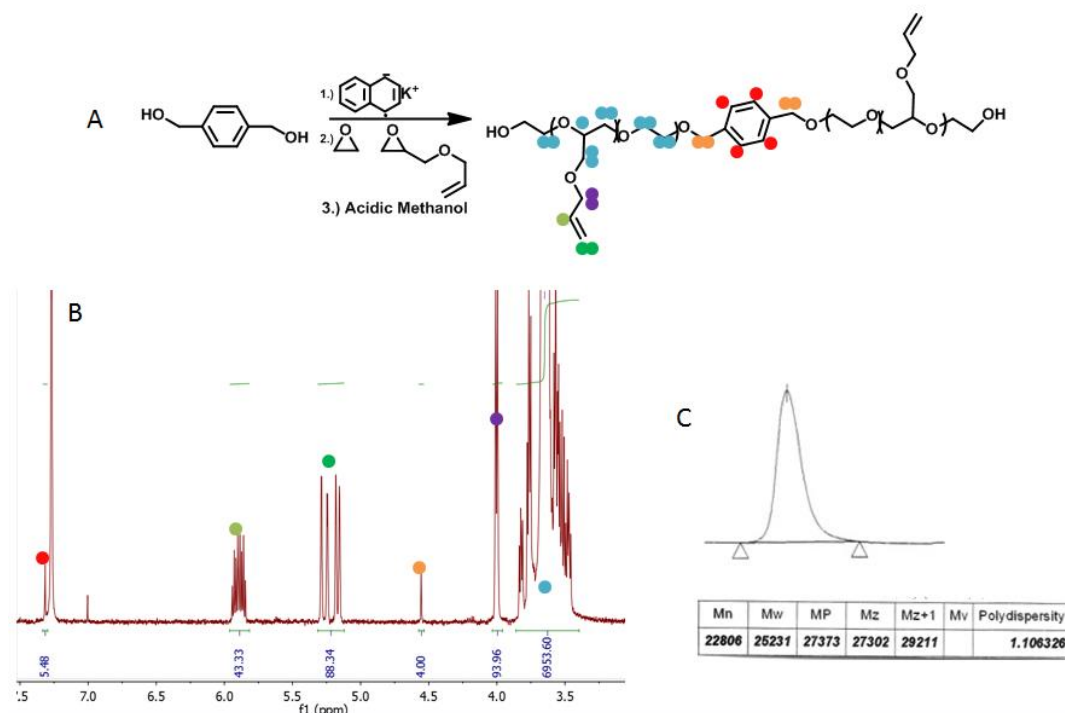 A
HO
OH
1.)
K+
2.)
O
O
O
3.) Acidic Methanol
HO
O
O
O
O
O
O
O
O
O
O
OH
B
5.48
43.33
88.34
4.00
93.96
6953.60
7.5
7.0
6.5
6.0
5.5
5.0
4.5
4.0
3.5
f1 (ppm)
C
Mn Mw MP Mz Mz+1 Mv Polydispersity
22806 25231 27373 27302 29211 1.106326